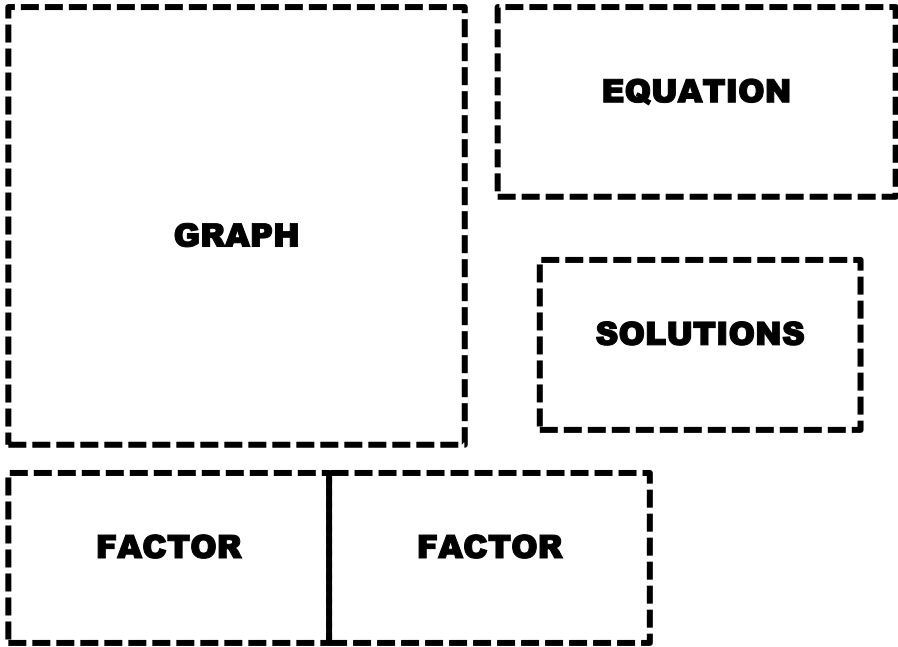 EQUATION
GRAPH
SOLUTIONS
FACTOR
FACTOR